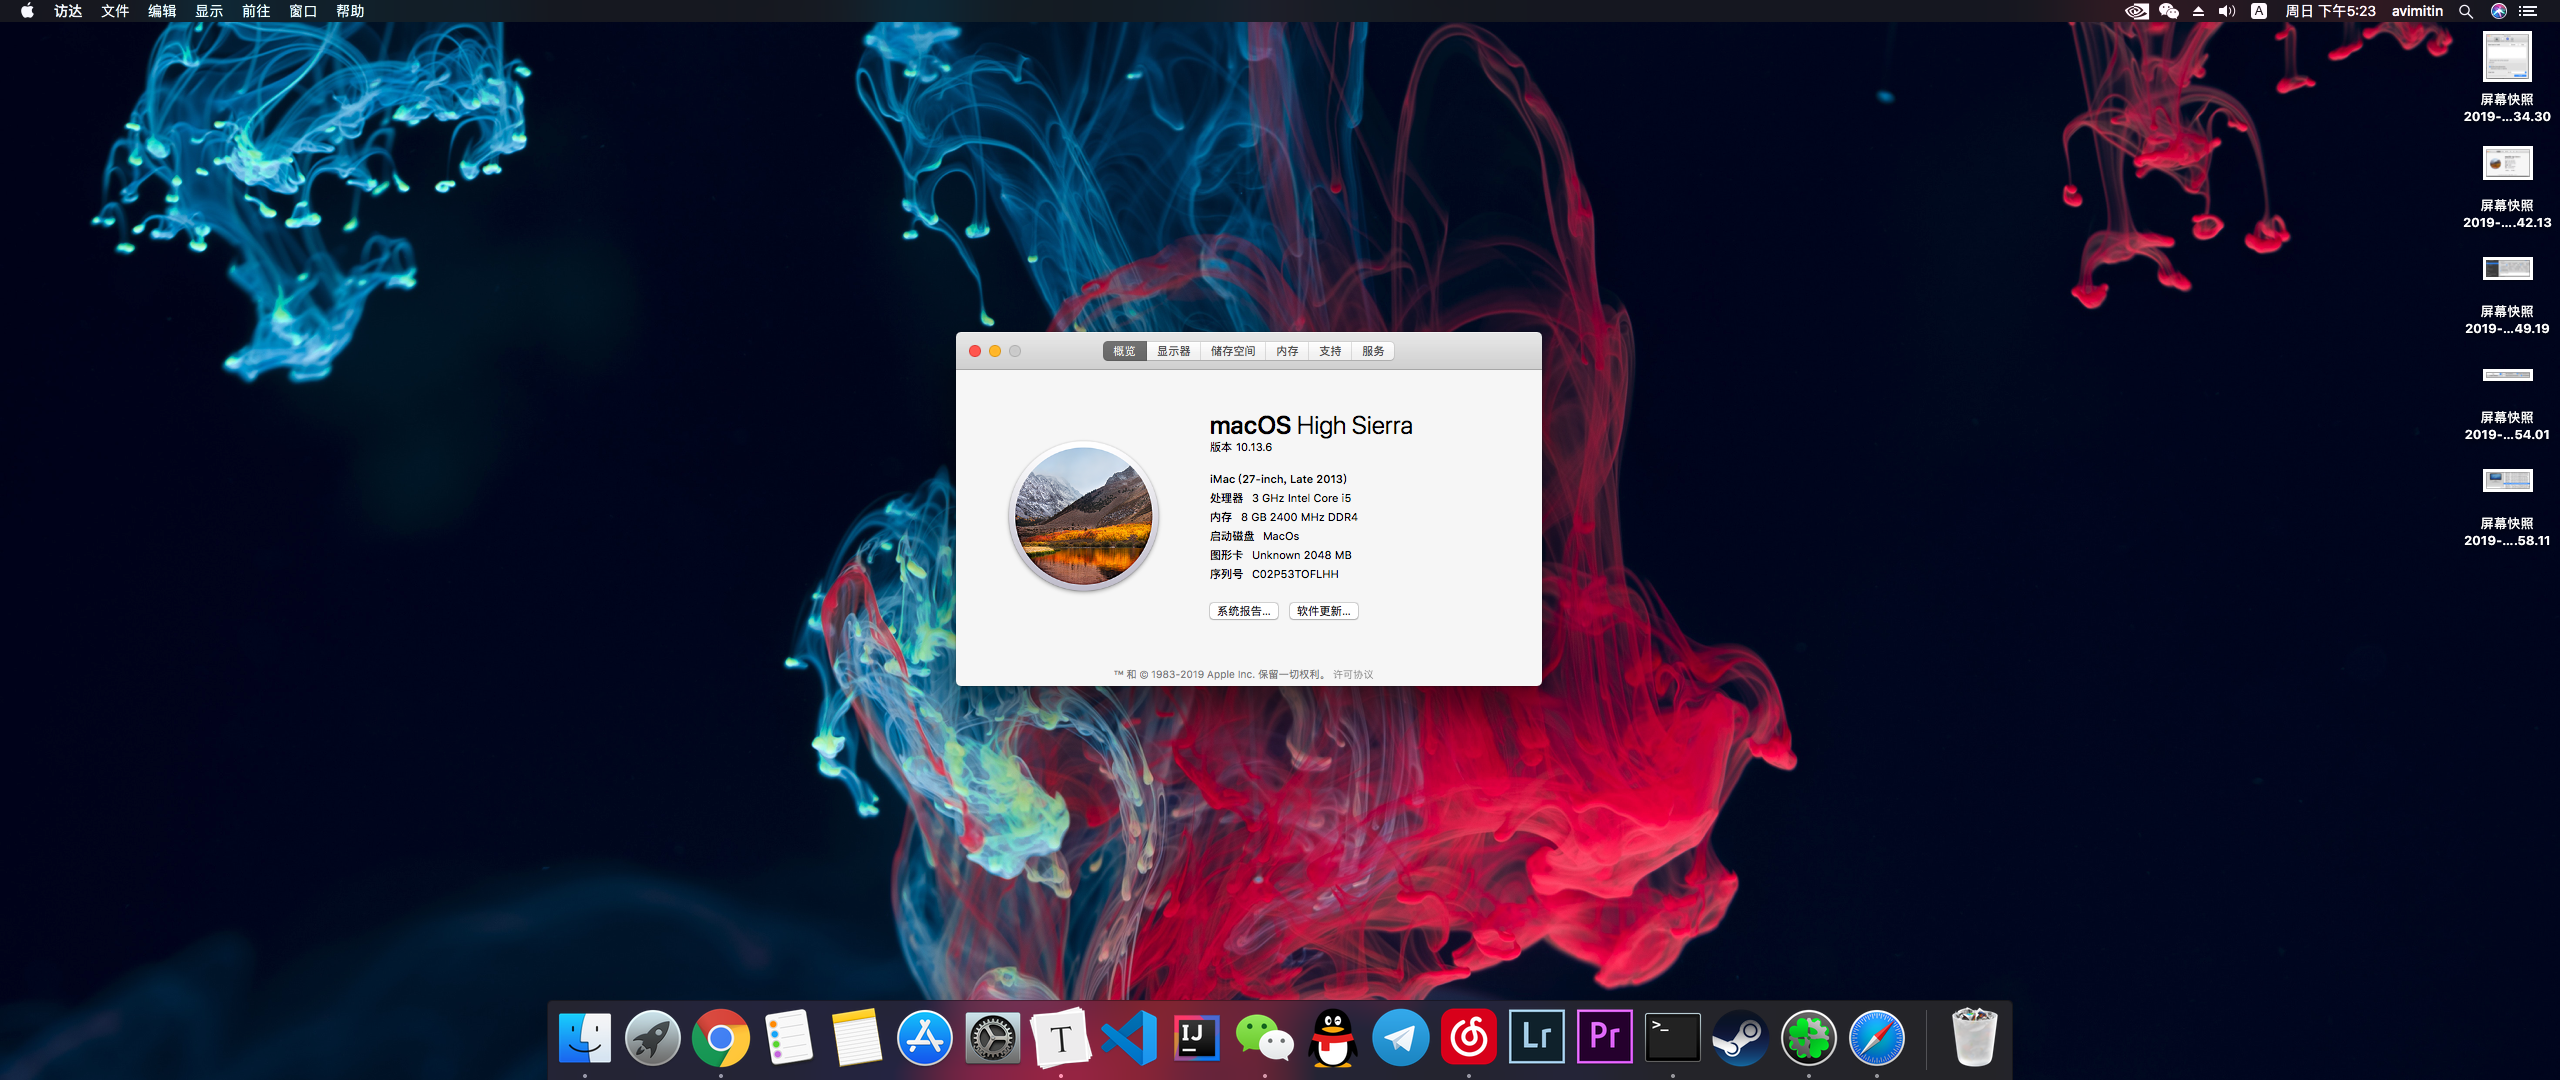 访达 文件 编辑 显示 前往 窗口 帮助
A 周日 下午5:23 avimitin
屏幕快照
2019-...34.30
屏幕快照
2019-....42.13
屏幕快照
2019-...49.19
屏幕快照
2019-...54.01
屏幕快照
2019-....58.11
概览 显示器 储存空间 内存 支持 服务
macOS High Sierra
版本 10.13.6
iMac (27-inch, Late 2013)
处理器 3 GHz Intel Core i5
内存 8 GB 2400 MHz DDR4
启动磁盘 MacOs
图形卡 Unknown 2048 MB
序列号 C02P53TOFLHH
系统报告... 软件更新...
™ 和 © 1983-2019 Apple Inc. 保留一切权利。 许可协议
T IJ Lr Pr >_